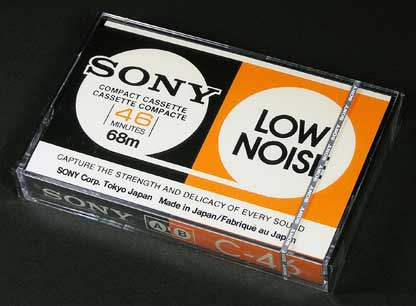 SONY
COMPACT CASSETTE
CASSETTE COMPACTE
46
MINUTES
68m
LOW
NOISE
CAPTURE THE STRENGTH AND DELICACY OF EVERY SOUND
SONY Corp. Tokyo Japan Made in Japan/Fabriqué au Japon
SONY A B C-46